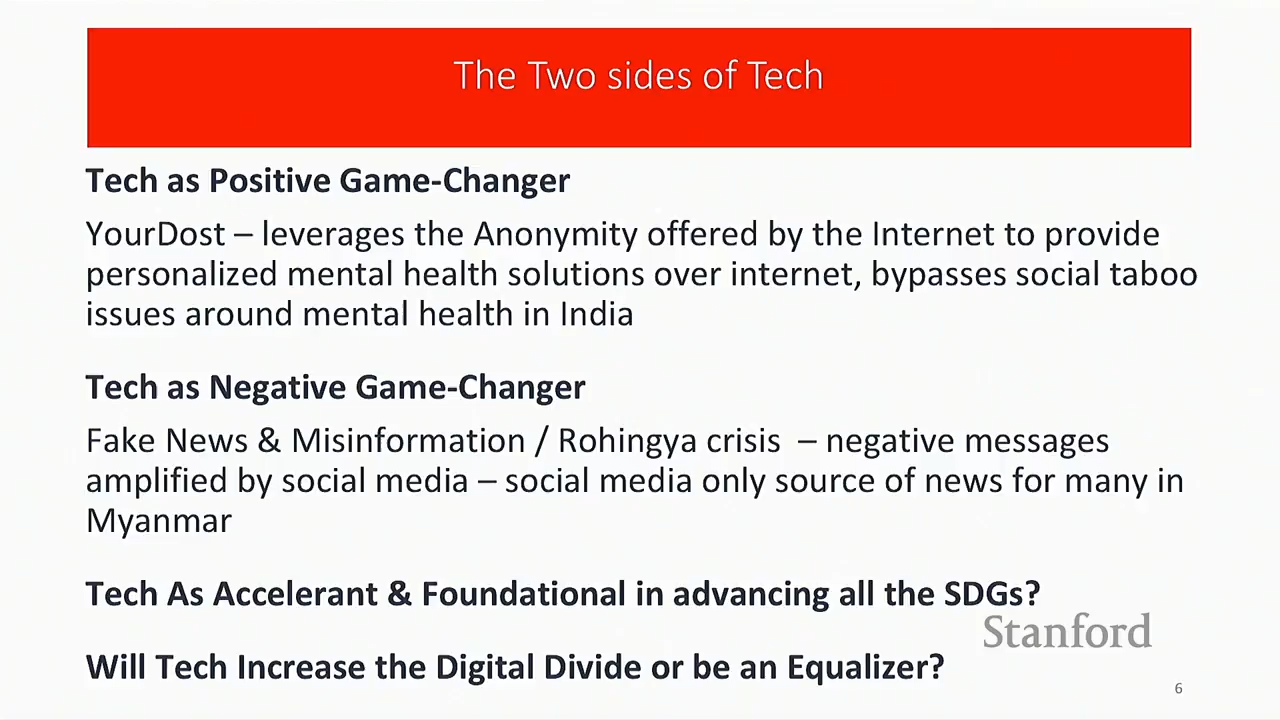 The Two sides of Tech
Tech as Positive Game-Changer
YourDost – leverages the Anonymity offered by the Internet to provide
personalized mental health solutions over internet, bypasses social taboo
issues around mental health in India
Tech as Negative Game-Changer
Fake News & Misinformation / Rohingya crisis – negative messages
amplified by social media – social media only source of news for many in
Myanmar
Tech As Accelerant & Foundational in advancing all the SDGs?
Stanford
Will Tech Increase the Digital Divide or be an Equalizer?
6